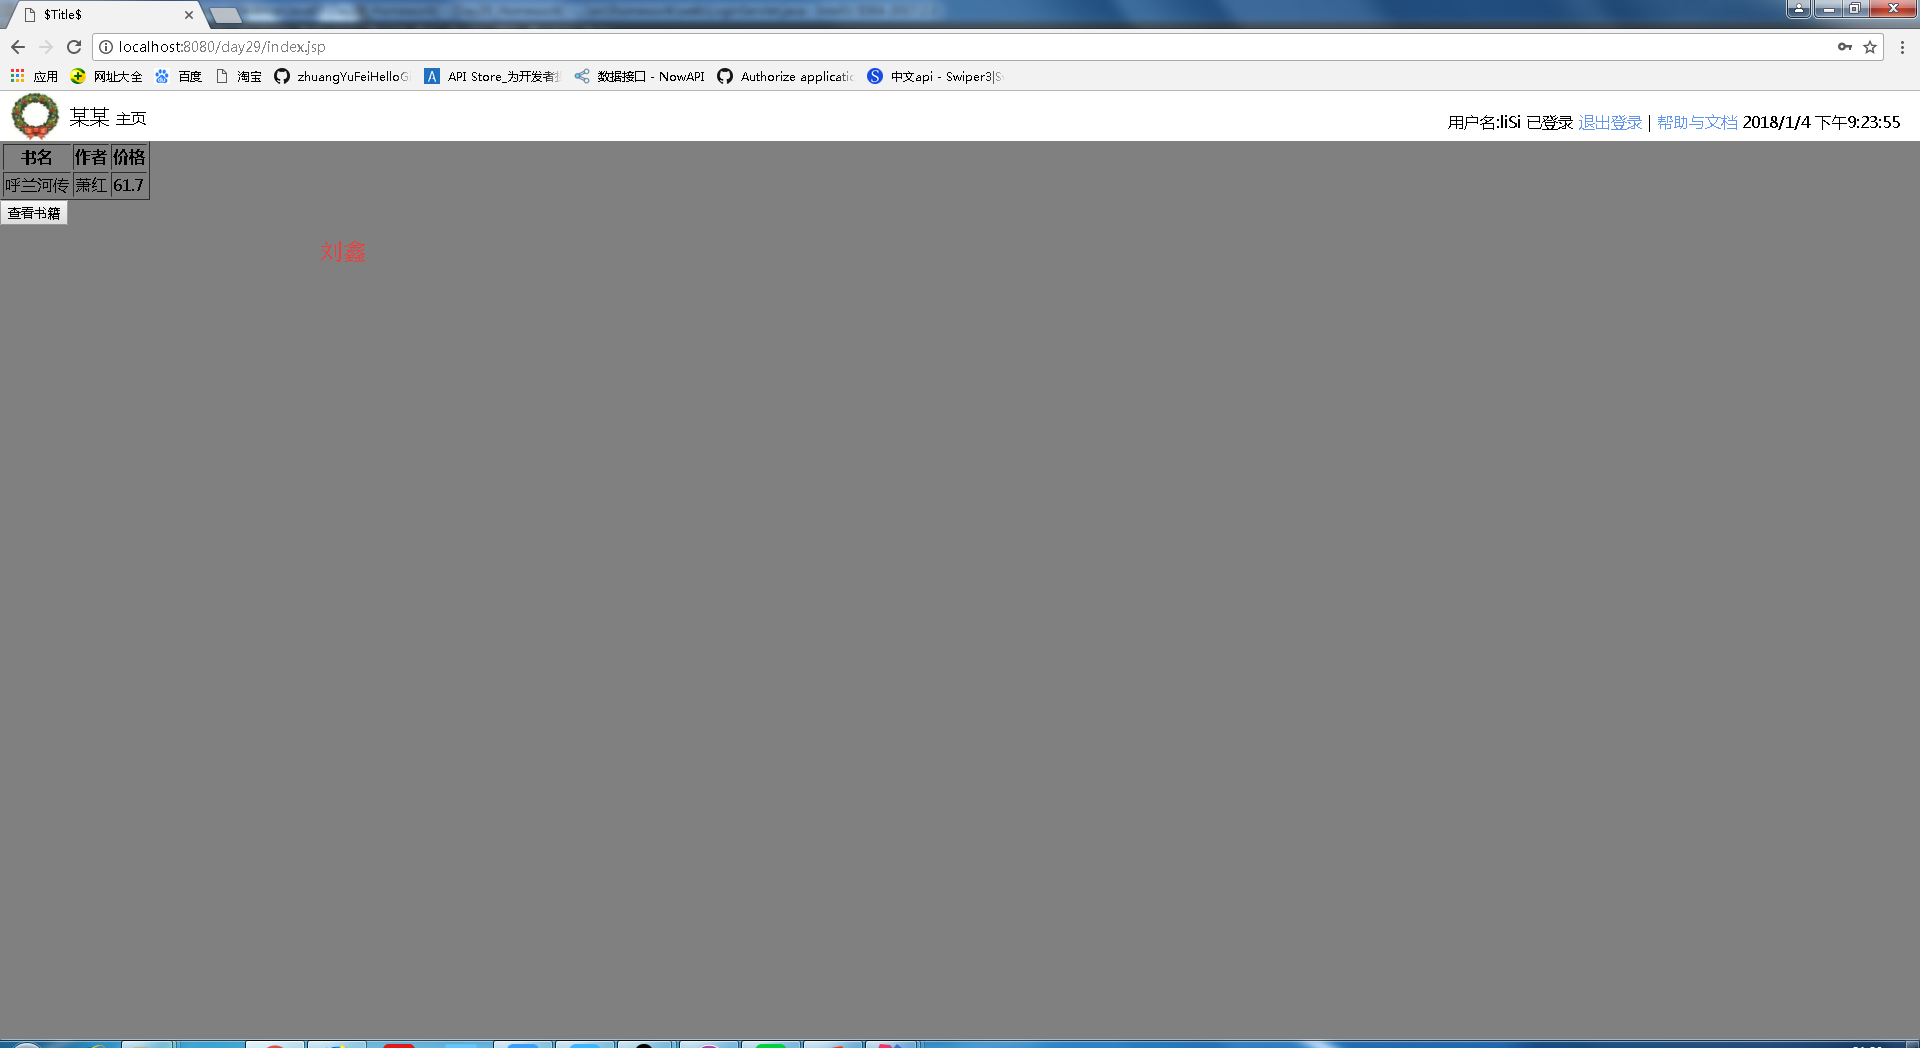 $Title$
localhost:8080/day29/index.jsp
应用 网址大全 百度 淘宝 zhuangYuFeiHelloG API Store_为开发者 数据接口 - NowAPI Authorize applicatic 中文api - Swiper3|S
某某 主页
用户名:liSi 已登录 退出登录 | 帮助与文档 2018/1/4 下午9:23:55
书名 作者 价格
呼兰河传 萧红 61.7
查看书籍
刘鑫